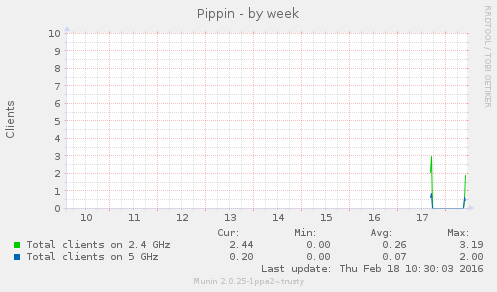 Pippin - by week
RRDTOOL / TOBI OETIKER
Clients
10
9
8
7
6
5
4
3
2
1
0
10 11 12 13 14 15 16 17
Cur: Min: Avg: Max:
Total clients on 2.4 GHz 2.44 0.00 0.26 3.19
Total clients on 5 GHz 0.20 0.00 0.07 2.00
Last update: Thu Feb 18 10:30:03 2016
Munin 2.0.25-1ppa2~trusty